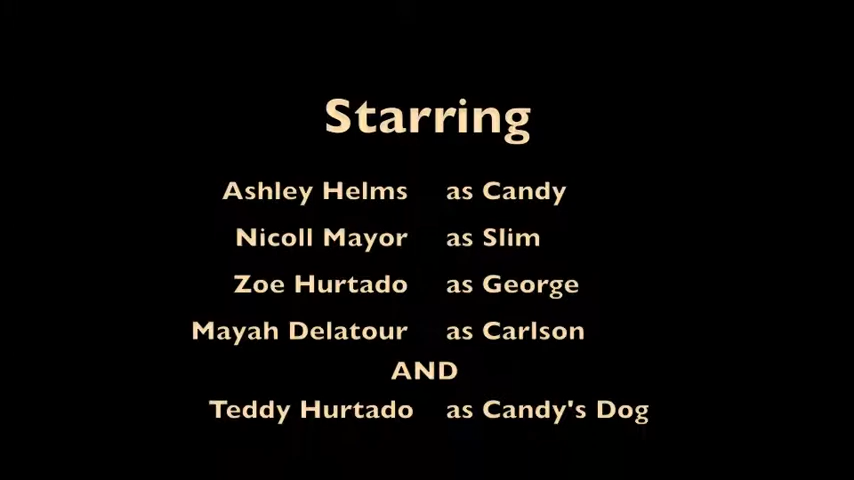 Starring
Ashley Helms as Candy
Nicoll Mayor as Slim
Zoe Hurtado as George
Mayah Delatour as Carlson
AND
Teddy Hurtado as Candy's Dog